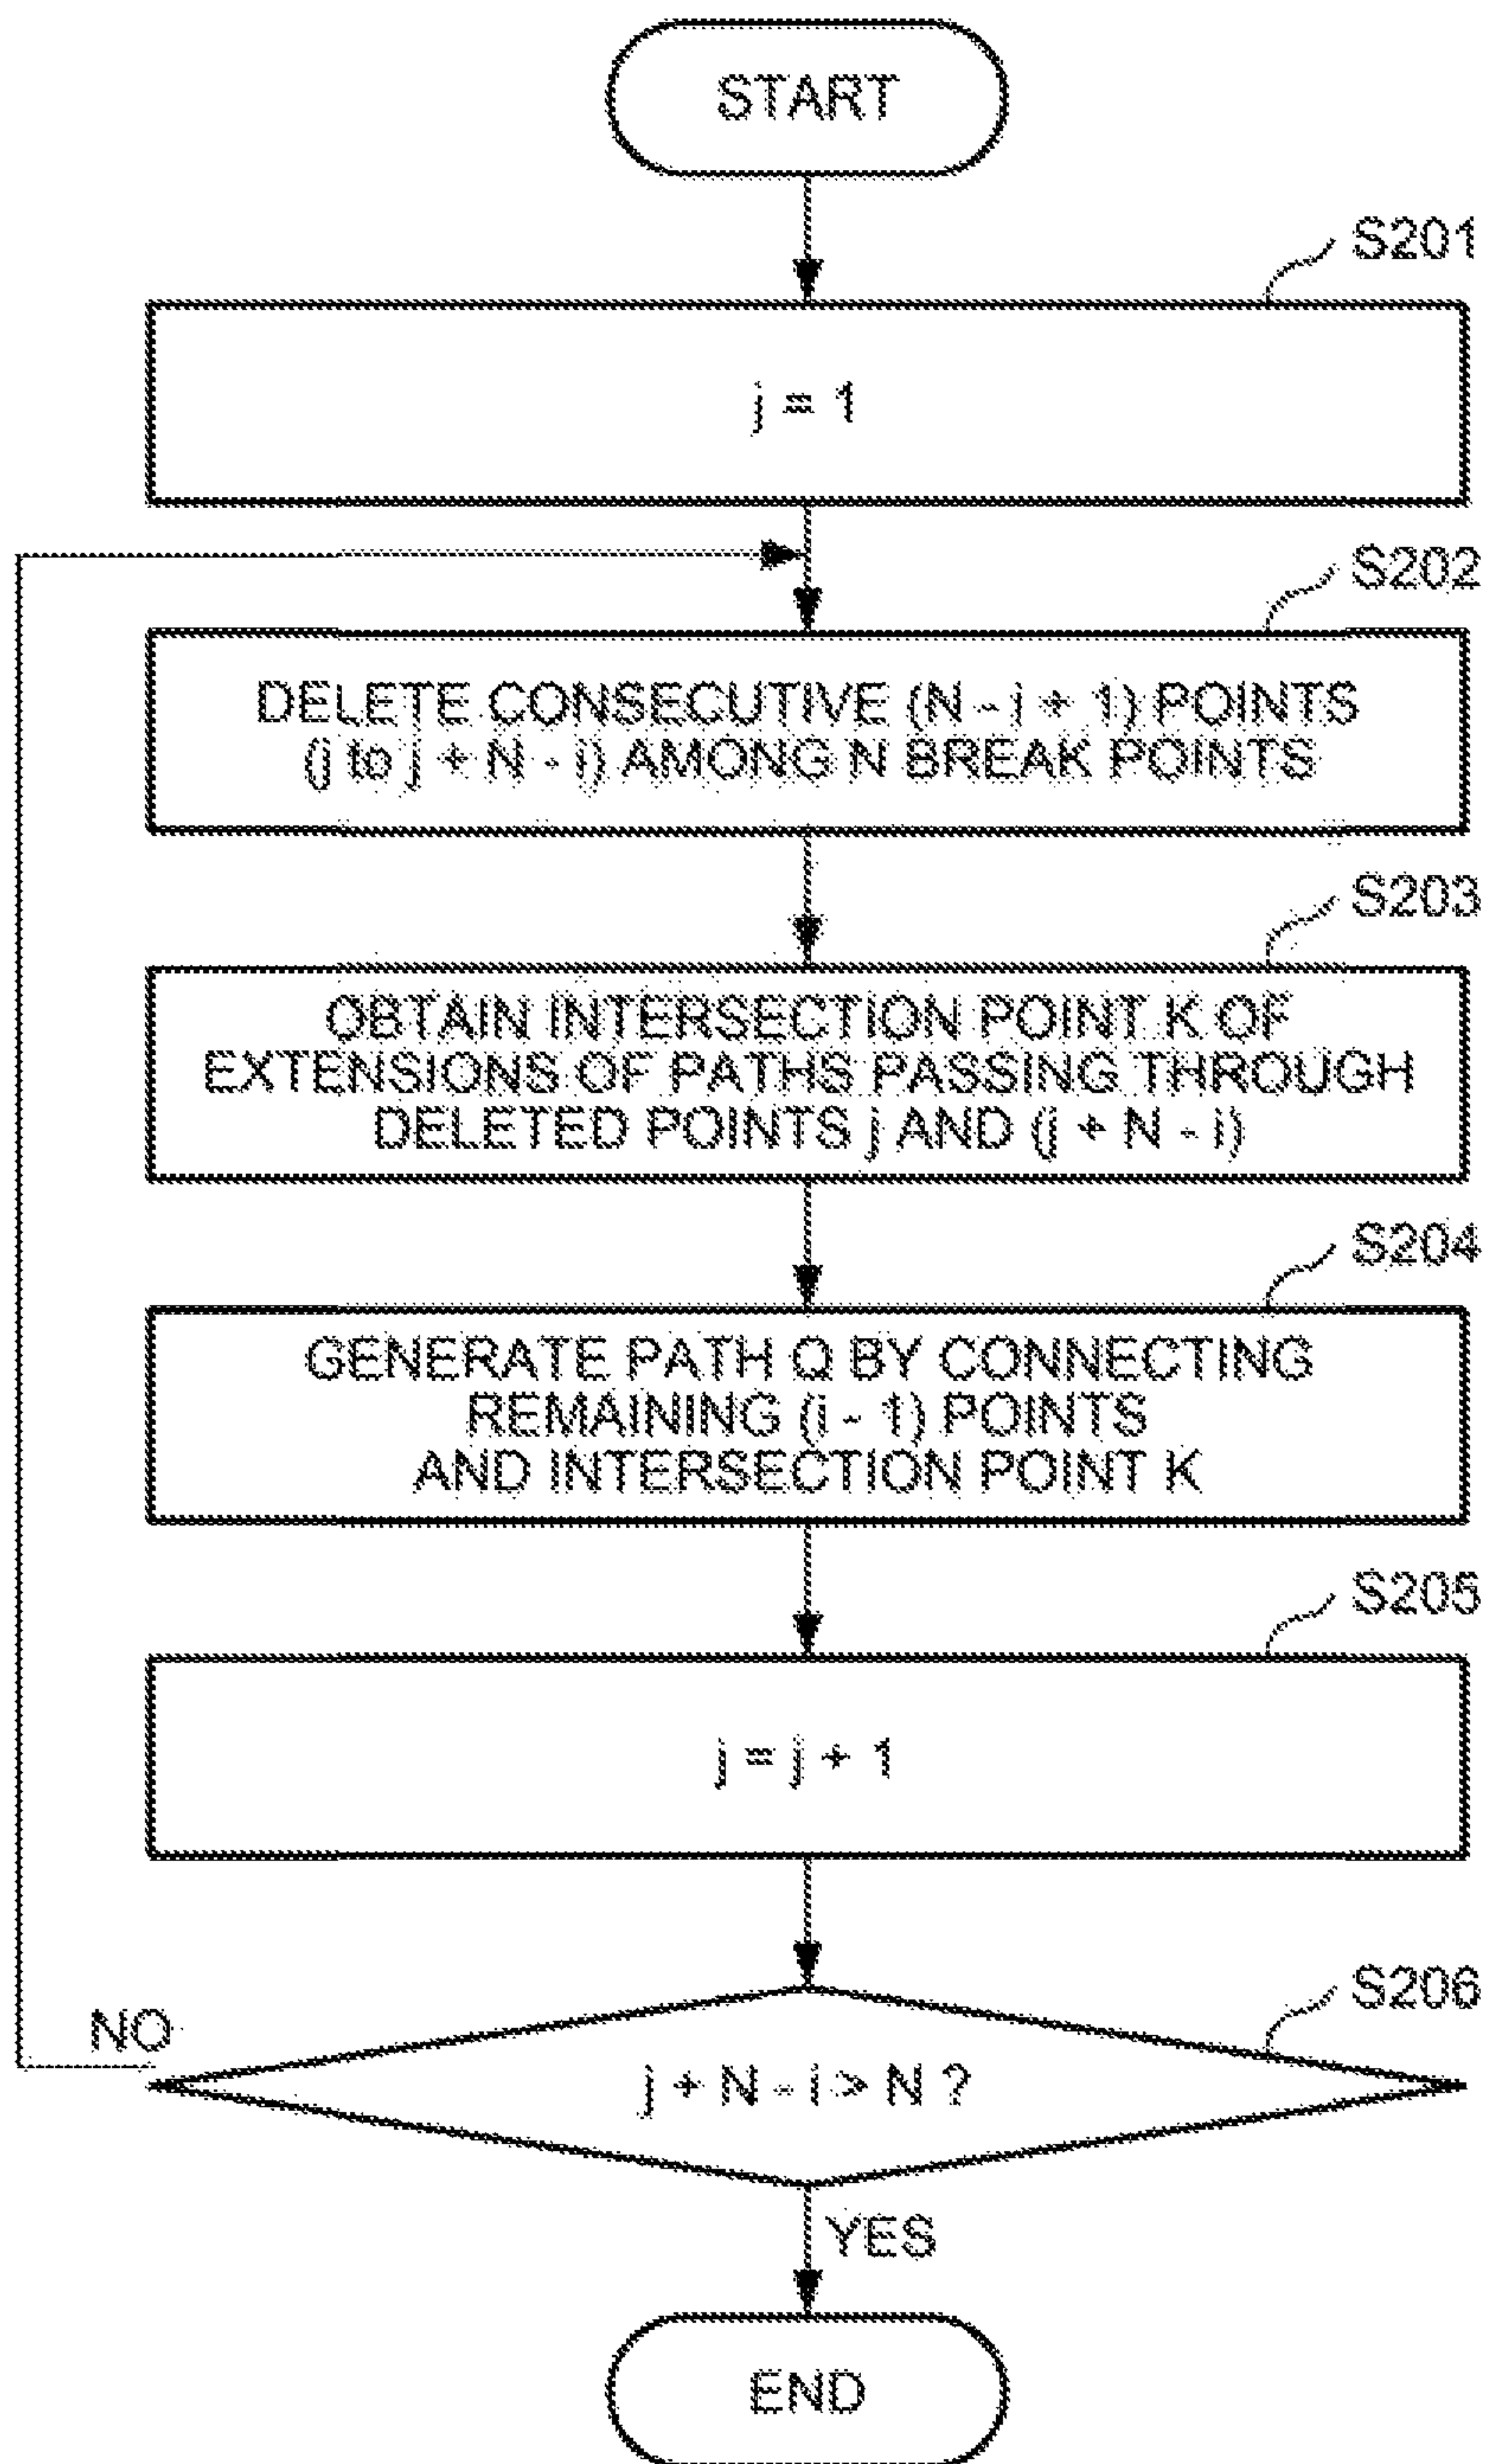 START
S201
j = 1
S202
DELETE CONSECUTIVE (N - i + 1) POINTS
(j to j + N - i) AMONG N BREAK POINTS
S203
OBTAIN INTERSECTION POINT K OF
EXTENSIONS OF PATHS PASSING THROUGH
DELETED POINTS j AND (j + N - i)
S204
GENERATE PATH Q BY CONNECTING
REMAINING (i - 1) POINTS
AND INTERSECTION POINT K
S205
j = j + 1
S206
NO
j + N - i > N ?
YES
END